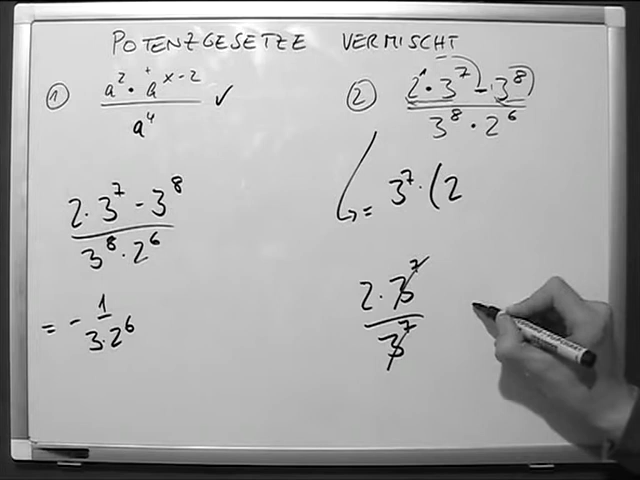 POTENZGESETZE VERMISCHT
① (a² · a^(x-2)) / a⁴ ✓
② (2 · 3⁷ - 3⁸) / (3⁸ · 2⁶)
= 3⁷ · (2
(2 · 3⁷ - 3⁸) / (3⁸ · 2⁶)
= - 1 / (3 · 2⁶)
(2 · 3⁷) / 3⁷